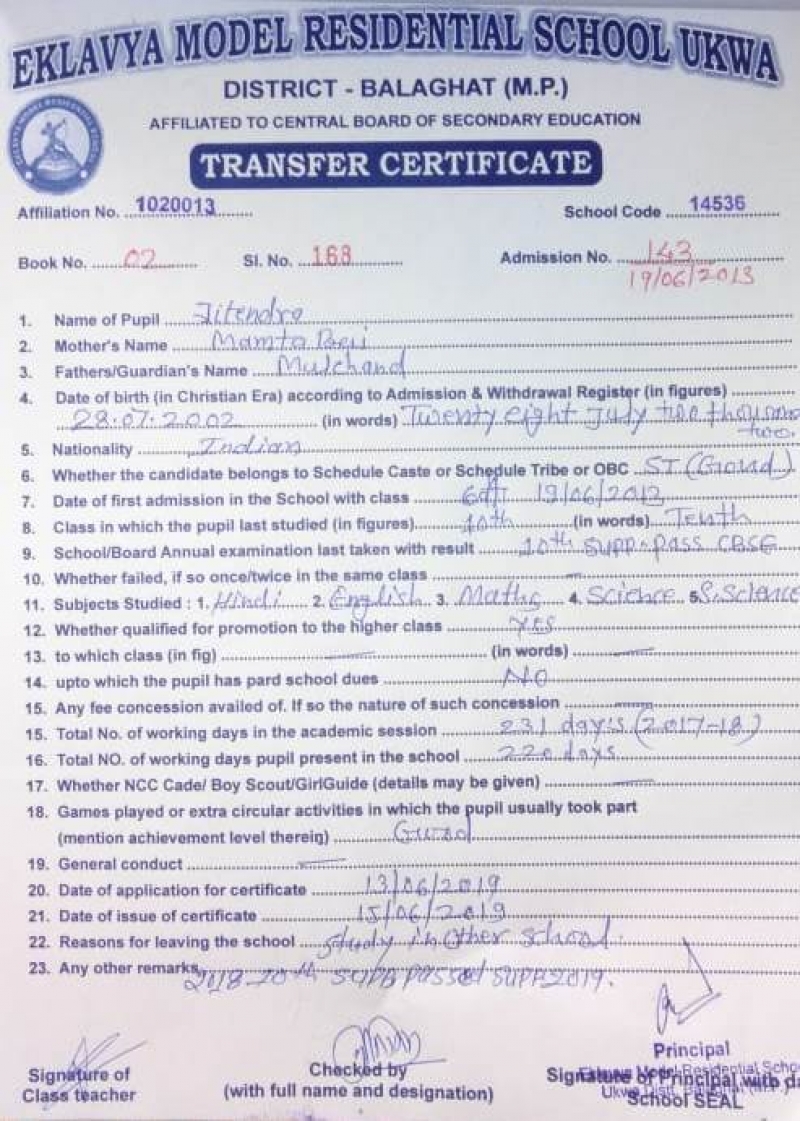 EKLAVYA MODEL RESIDENTIAL SCHOOL UKWA
DISTRICT - BALAGHAT (M.P.)
AFFILIATED TO CENTRAL BOARD OF SECONDARY EDUCATION
TRANSFER CERTIFICATE
Affiliation No. 1020013 School Code 14536
Book No. 02 Sl. No. 168 Admission No. 143
19/06/2013
1. Name of Pupil Jitendra
2. Mother's Name Mamta
3. Fathers/Guardian's Name Mulchand
4. Date of birth (in Christian Era) according to Admission & Withdrawal Register (in figures)
28.07.2002 (in words) Twenty eight July two thousand
two.
5. Nationality Indian
6. Whether the candidate belongs to Schedule Caste or Schedule Tribe or OBC ST (Gound)
7. Date of first admission in the School with class 6th 19/06/2013
8. Class in which the pupil last studied (in figures) 10th (in words) Tenth
9. School/Board Annual examination last taken with result 10th Supp. pass CBSE
10. Whether failed, if so once/twice in the same class —
11. Subjects Studied : 1. Hindi 2. English 3. Maths 4. Science 5. S.Science
12. Whether qualified for promotion to the higher class YES
13. to which class (in fig) — (in words) —
14. upto which the pupil has pard school dues NO
15. Any fee concession availed of. If so the nature of such concession —
15. Total No. of working days in the academic session 231 day's (2017-18)
16. Total NO. of working days pupil present in the school 220 days
17. Whether NCC Cade/ Boy Scout/GirlGuide (details may be given) —
18. Games played or extra circular activities in which the pupil usually took part
(mention achievement level therein) Good
19. General conduct —
20. Date of application for certificate 13/06/2019
21. Date of issue of certificate 15/06/2019
22. Reasons for leaving the school study in other school.
23. Any other remarks 2018-10th supp passed supp 2019.
Signature of
Class teacher
Checked by
(with full name and designation)
Principal
Signature of Principal with da
School SEAL